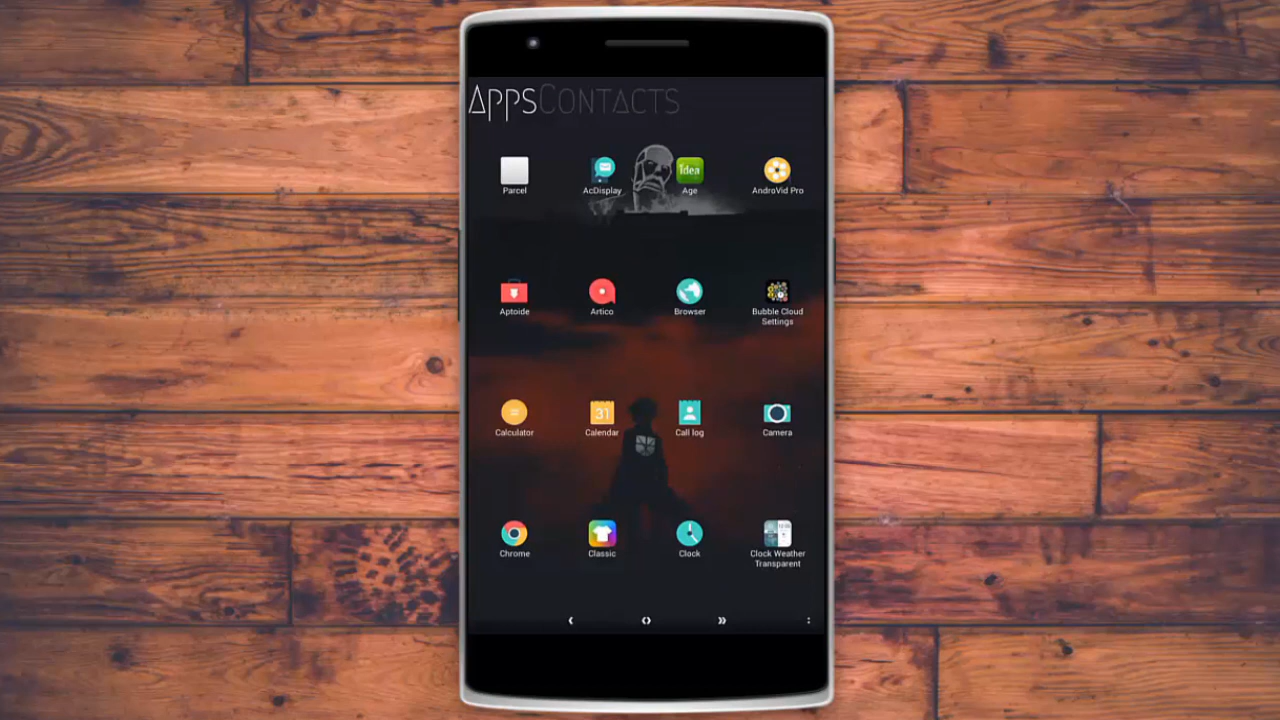 AppsContacts
idea
Parcel
AcDisplay
Age
AndroVid Pro
Aptoide
Artico
Browser
Bubble Cloud
Settings
31
Calculator
Calendar
Call log
Camera
Chrome
Classic
Clock
Clock Weather
Transparent